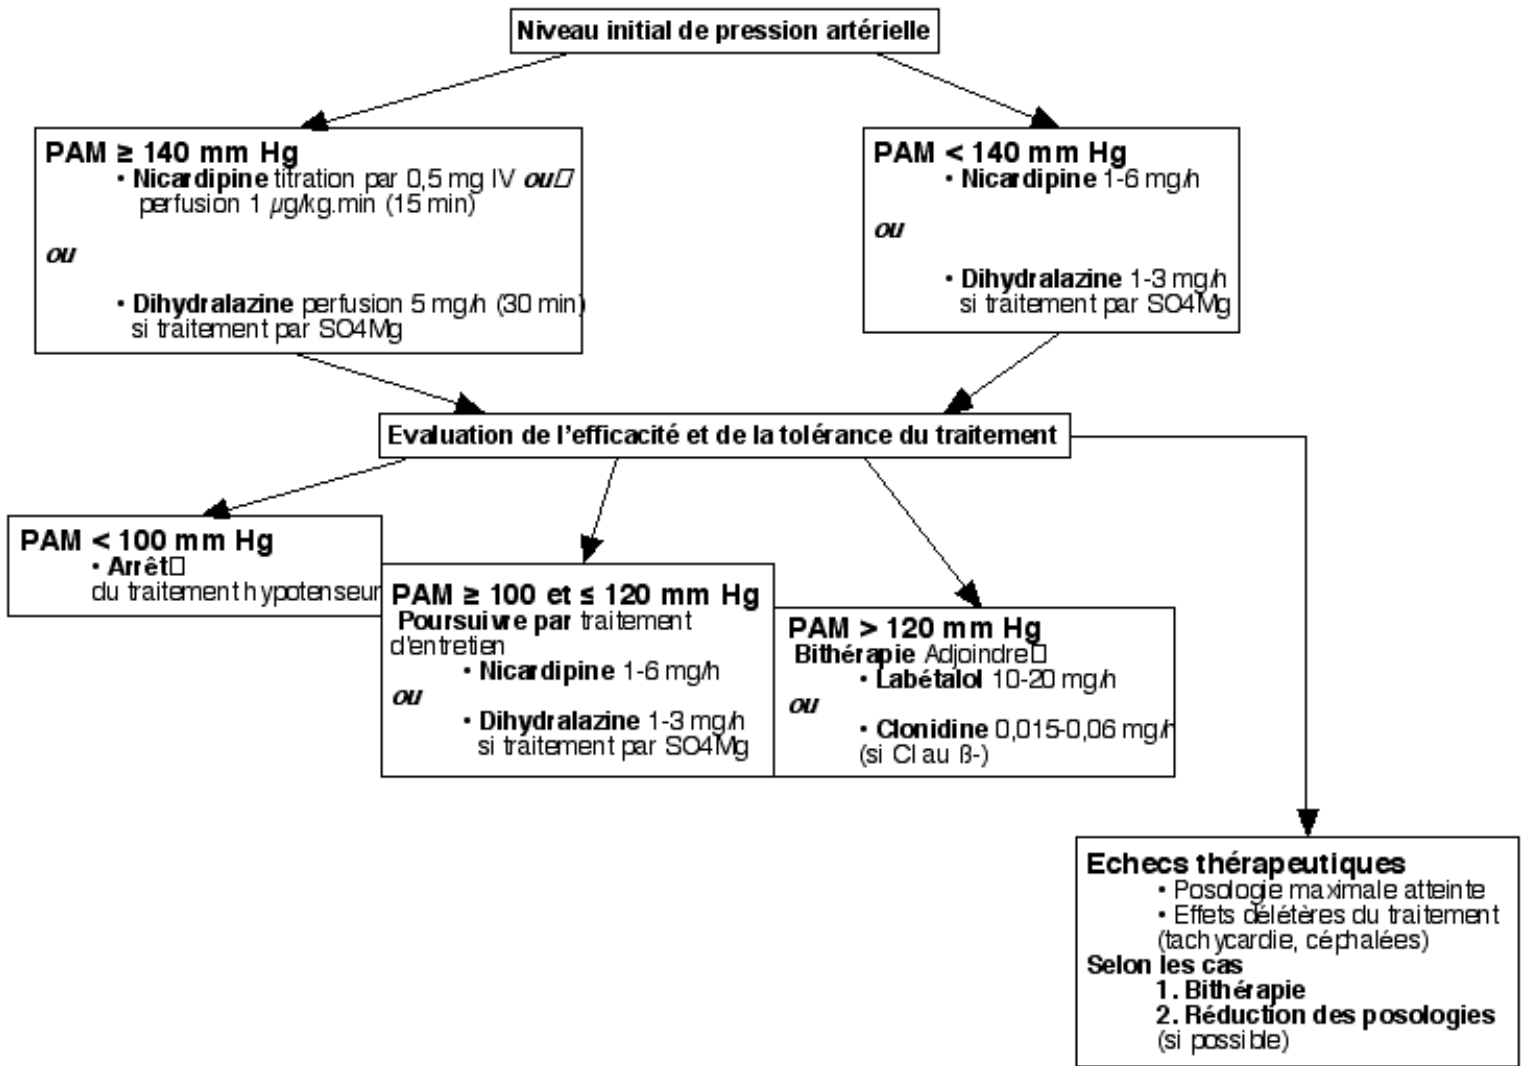 Niveau initial de pression artérielle
PAM ≥ 140 mm Hg
• Nicardipine titration par 0,5 mg IV ou□
perfusion 1 µg/kg.min (15 min)
ou
• Dihydralazine perfusion 5 mg/h (30 min)
si traitement par SO4Mg
PAM < 140 mm Hg
• Nicardipine 1-6 mg/h
ou
• Dihydralazine 1-3 mg/h
si traitement par SO4Mg
Evaluation de l'efficacité et de la tolérance du traitement
PAM < 100 mm Hg
• Arrêt□
du traitement hypotenseur
PAM ≥ 100 et ≤ 120 mm Hg
Poursuivre par traitement
d'entretien
• Nicardipine 1-6 mg/h
ou
• Dihydralazine 1-3 mg/h
si traitement par SO4Mg
PAM > 120 mm Hg
Bithérapie Adjoindre□
• Labétalol 10-20 mg/h
ou
• Clonidine 0,015-0,06 mg/h
(si CI au ß-)
Echecs thérapeutiques
• Posologie maximale atteinte
• Effets délétères du traitement
(tachycardie, céphalées)
Selon les cas
1. Bithérapie
2. Réduction des posologies
(si possible)